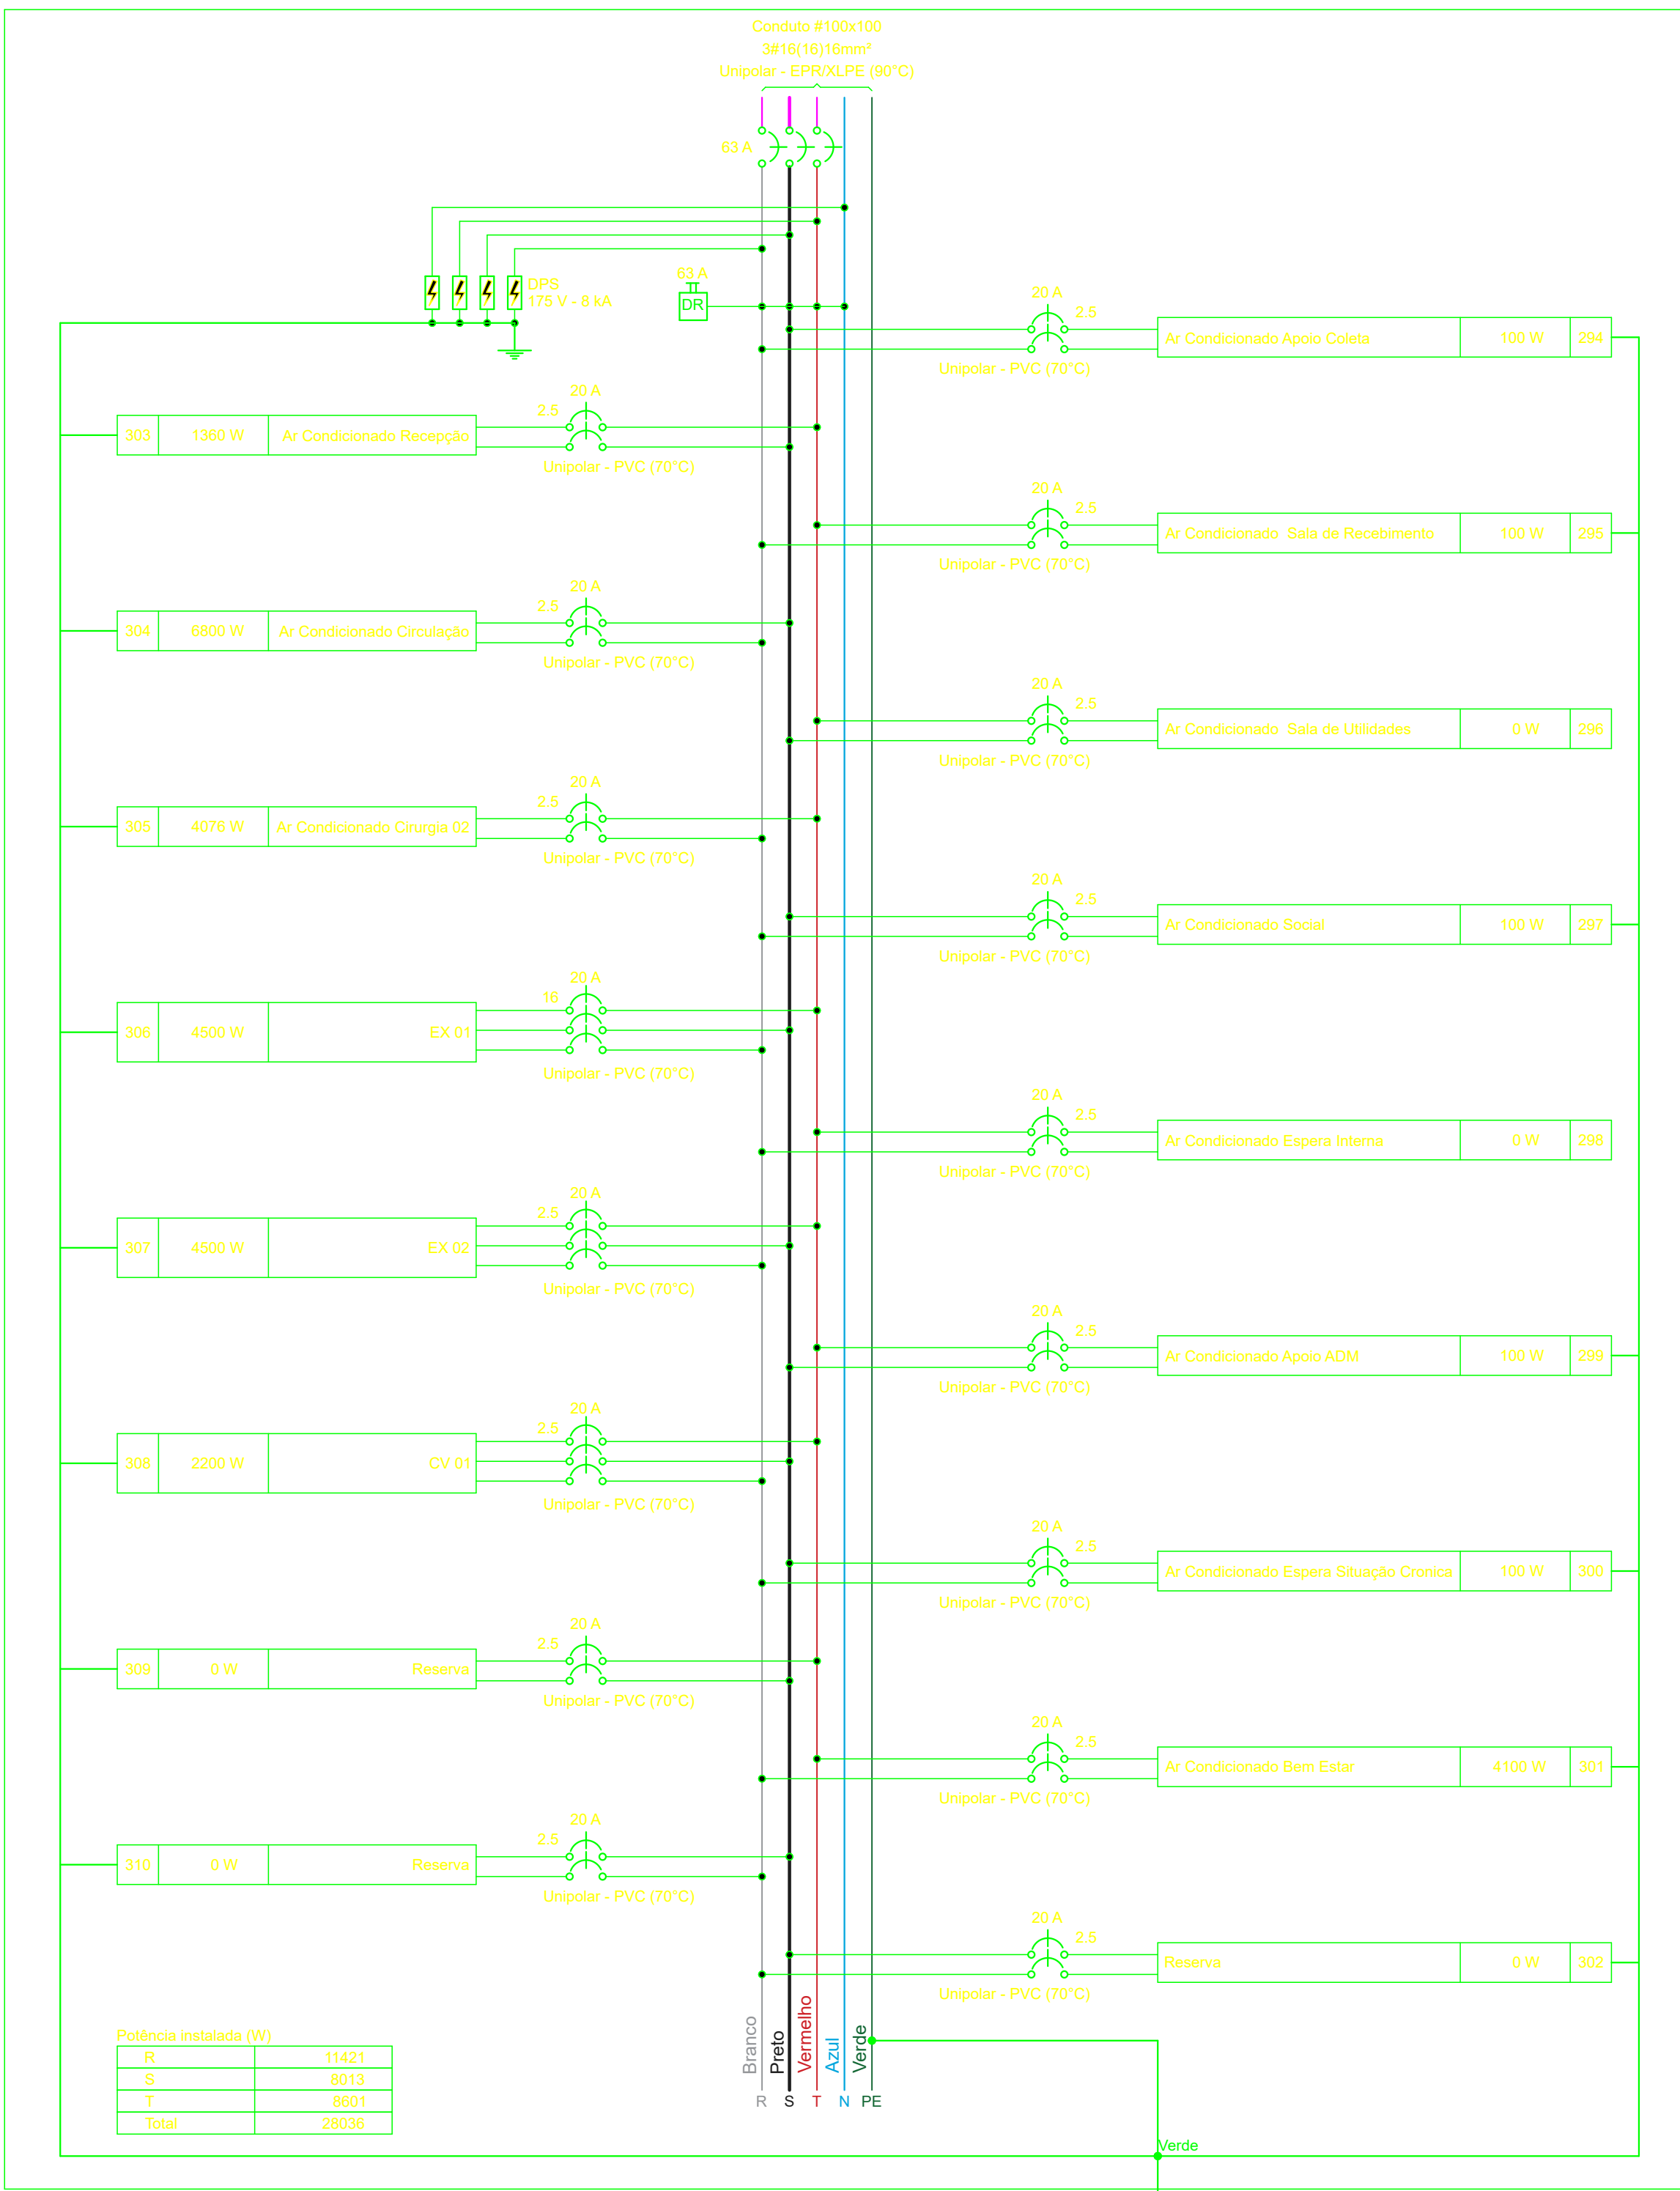 Conduto #100x100
3#16(16)16mm²
Unipolar - EPR/XLPE (90°C)
63 A
DPS
175 V - 8 kA
63 A
DR
20 A
2.5
Ar Condicionado Apoio Coleta 100 W 294
Unipolar - PVC (70°C)
20 A
2.5
303 1360 W Ar Condicionado Recepção
Unipolar - PVC (70°C)
20 A
2.5
Ar Condicionado Sala de Recebimento 100 W 295
Unipolar - PVC (70°C)
20 A
2.5
304 6800 W Ar Condicionado Circulação
Unipolar - PVC (70°C)
20 A
2.5
Ar Condicionado Sala de Utilidades 0 W 296
Unipolar - PVC (70°C)
20 A
2.5
305 4076 W Ar Condicionado Cirurgia 02
Unipolar - PVC (70°C)
20 A
2.5
Ar Condicionado Social 100 W 297
Unipolar - PVC (70°C)
20 A
16
306 4500 W EX 01
Unipolar - PVC (70°C)
20 A
2.5
Ar Condicionado Espera Interna 0 W 298
Unipolar - PVC (70°C)
20 A
2.5
307 4500 W EX 02
Unipolar - PVC (70°C)
20 A
2.5
Ar Condicionado Apoio ADM 100 W 299
Unipolar - PVC (70°C)
20 A
2.5
308 2200 W CV 01
Unipolar - PVC (70°C)
20 A
2.5
Ar Condicionado Espera Situação Cronica 100 W 300
Unipolar - PVC (70°C)
20 A
2.5
309 0 W Reserva
Unipolar - PVC (70°C)
20 A
2.5
Ar Condicionado Bem Estar 4100 W 301
Unipolar - PVC (70°C)
20 A
2.5
310 0 W Reserva
Unipolar - PVC (70°C)
20 A
2.5
Reserva 0 W 302
Unipolar - PVC (70°C)
Branco
Preto
Vermelho
Azul
Verde
R S T N PE
Potência instalada (W)
R 11421
S 8013
T 8601
Total 28036
Verde